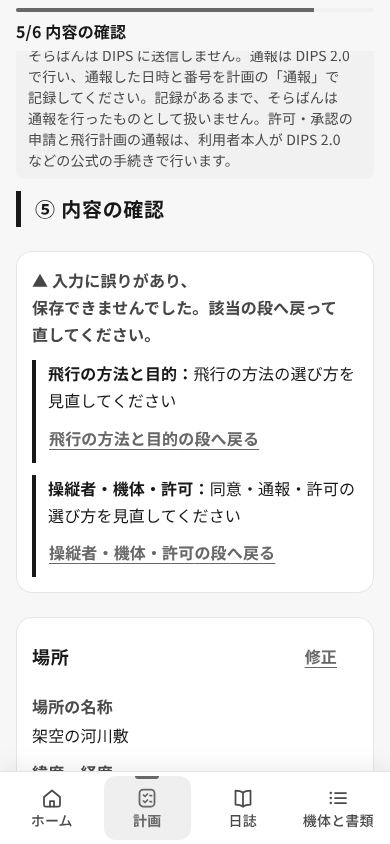 5/6 内容の確認
そらばんは DIPS に送信しません。通報は DIPS 2.0
で行い、通報した日時と番号を計画の「通報」で
記録してください。記録があるまで、そらばんは
通報を行ったものとして扱いません。許可・承認の
申請と飛行計画の通報は、利用者本人が DIPS 2.0
などの公式の手続きで行います。
⑤ 内容の確認
▲ 入力に誤りがあり、
保存できませんでした。該当の段へ戻って
直してください。
飛行の方法と目的：飛行の方法の選び方を
見直してください
飛行の方法と目的の段へ戻る
操縦者・機体・許可：同意・通報・許可の
選び方を見直してください
操縦者・機体・許可の段へ戻る
場所 修正
場所の名称
架空の河川敷
緯度・経度
ホーム 計画 日誌 機体と書類